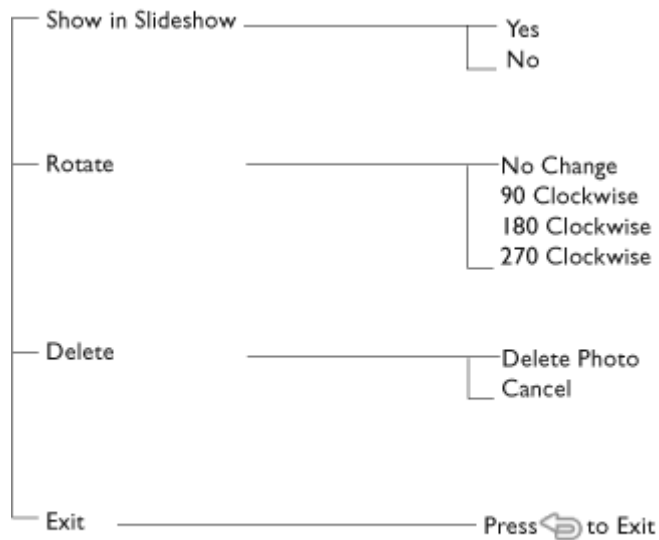 Show in Slideshow
Yes
No
Rotate
No Change
90 Clockwise
180 Clockwise
270 Clockwise
Delete
Delete Photo
Cancel
Exit
Press to Exit